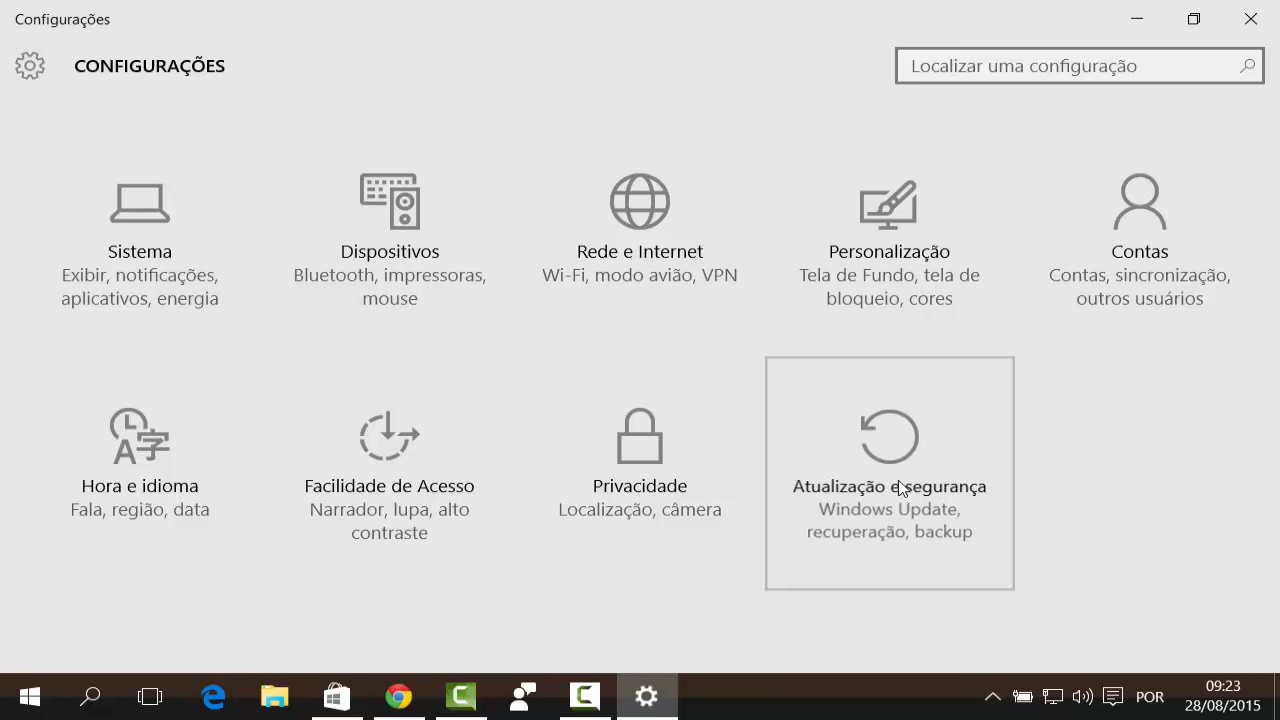 Configurações
CONFIGURAÇÕES
Localizar uma configuração
Sistema
Exibir, notificações,
aplicativos, energia
Dispositivos
Bluetooth, impressoras,
mouse
Rede e Internet
Wi-Fi, modo avião, VPN
Personalização
Tela de Fundo, tela de
bloqueio, cores
Contas
Contas, sincronização,
outros usuários
Hora e idioma
Fala, região, data
Facilidade de Acesso
Narrador, lupa, alto
contraste
Privacidade
Localização, câmera
Atualização e segurança
Windows Update,
recuperação, backup
POR
09:23
28/08/2015